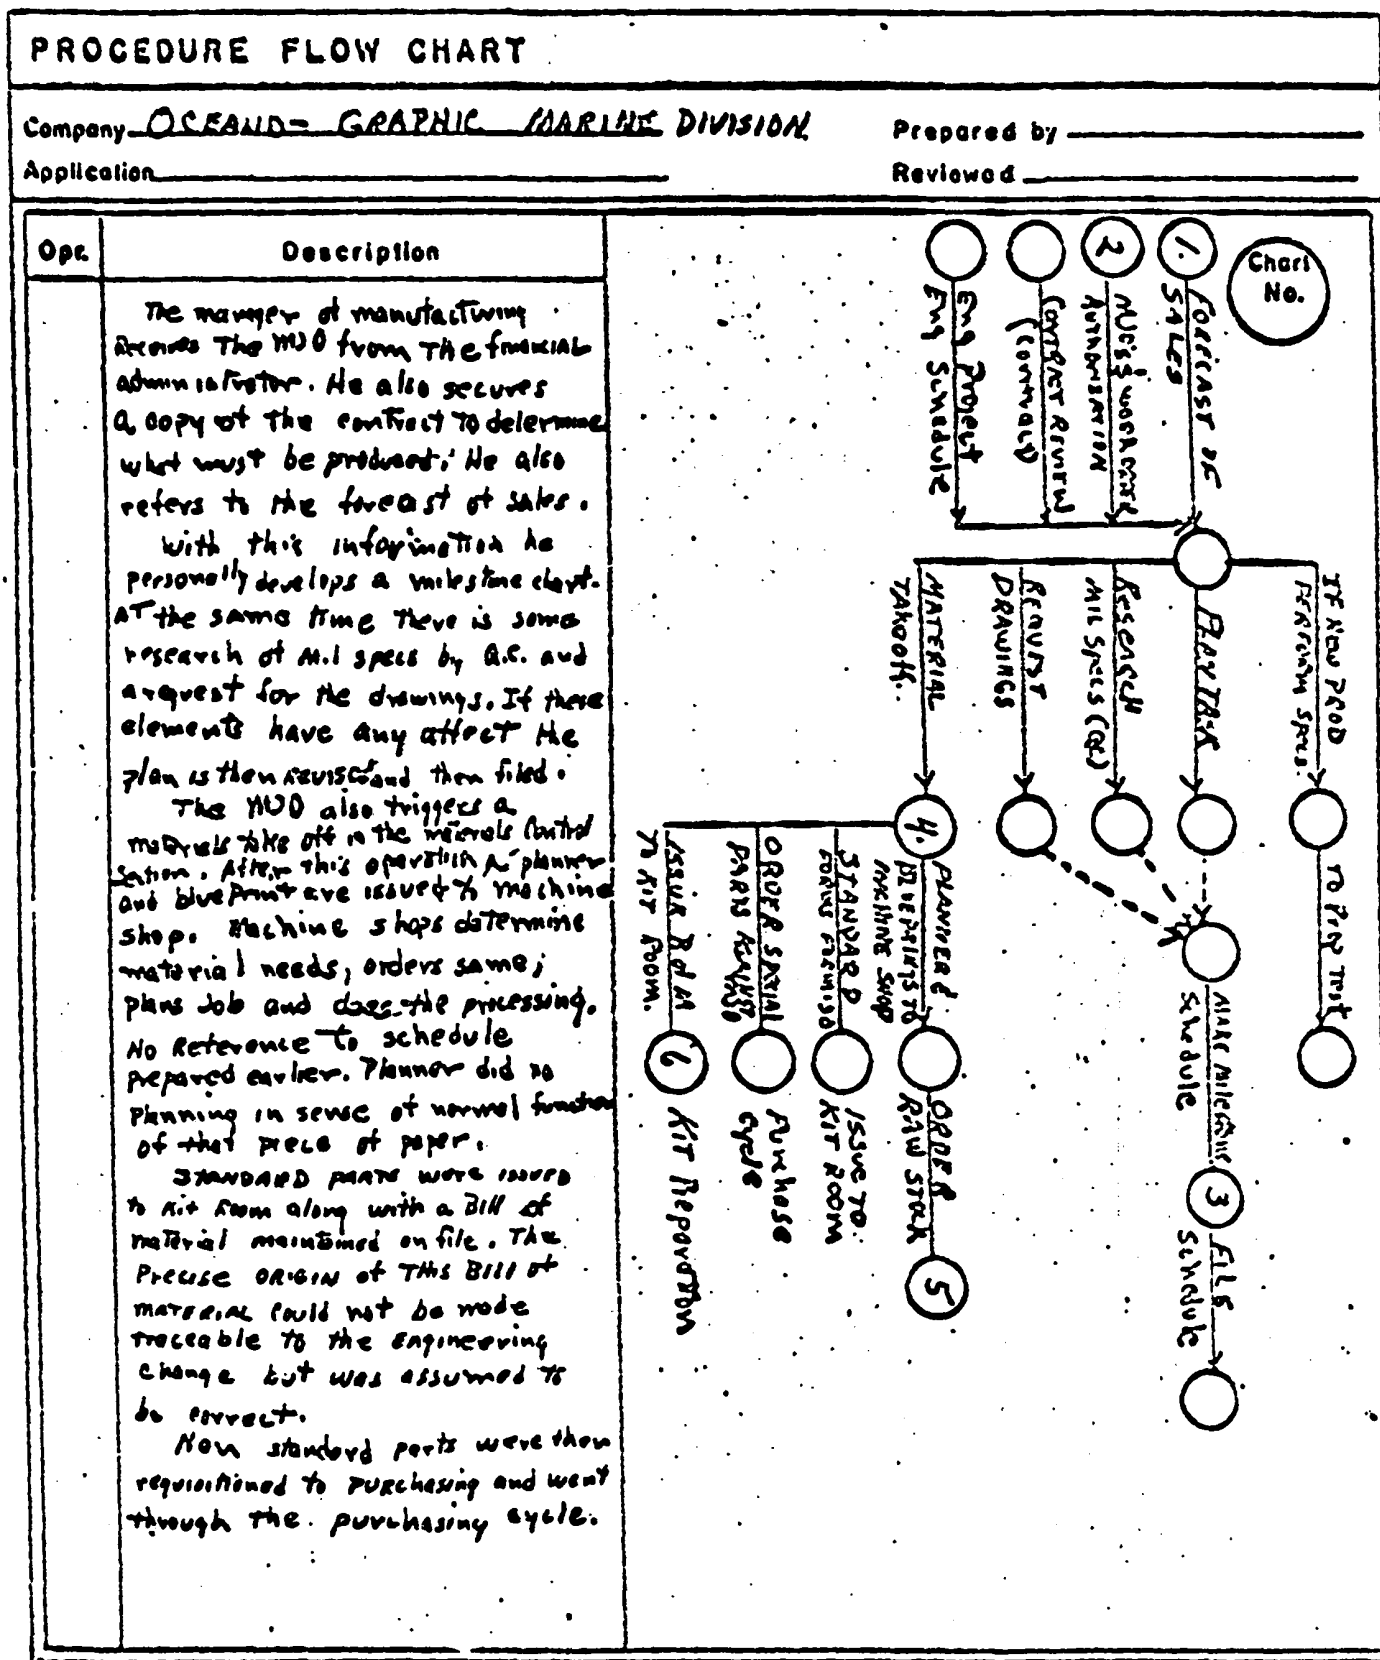 PROCEDURE FLOW CHART
Company OCEANO- GRAPHIC MARINE DIVISION
Prepared by
Application
Reviewed
Opr.
Description
Chart
No.
The manager of manufacturing
Receives The MWO from The financial
administrator. He also secures
a copy of the contract To determine
what must be produced. He also
refers to the forecast of sales.
With this information he
personally develops a milestone chart.
AT the same time there is some
research of Mil specs by Q.C. and
a request for the drawings. If these
elements have any affect the
plan is then REVISED and then filed.
The MWO also triggers a
materials take off in the materials Control
Section. After this operation a planner
and blueprint are issued to machine
shop. Machine shops determine
material needs, orders same;
plans Job and does the processing.
No Reference To schedule
prepared earlier. Planner did no
Planning in sense of normal function
of that piece of paper.
STANDARD PARTS were issued
to Kit Room along with a Bill of
material maintained on file. The
Precise ORIGIN of THIS Bill of
MATERIAL could not be made
traceable to the Engineering
change but was assumed to
be correct.
Non standard parts were then
requisitioned to PURCHASING and went
through the purchasing cycle.
1.
FORECAST OF
SALES
2
WORK ORDER
AUTHORIZATION
CONTRACT REVIEW
Eng Project
Eng Schedule
IF NEW PROD
PERFORM SPECS.
To Prep Test
RESEARCH
MIL Specs (QC)
REQUEST
DRAWINGS
MATERIAL
TAKEOFF.
MAKE Milestone
Schedule
3
FILE
Schedule
4.
PLANNER &
BLUEPRINTS TO
MACHINE SHOP
ORDER
RAW STOCK
5
STANDARD
ISSUE TO
KIT ROOM
ORDER SPECIAL
PARTS AGAINST
Purchase
Cycle
ISSUE B of M
TO KIT ROOM.
6
KIT Preparation